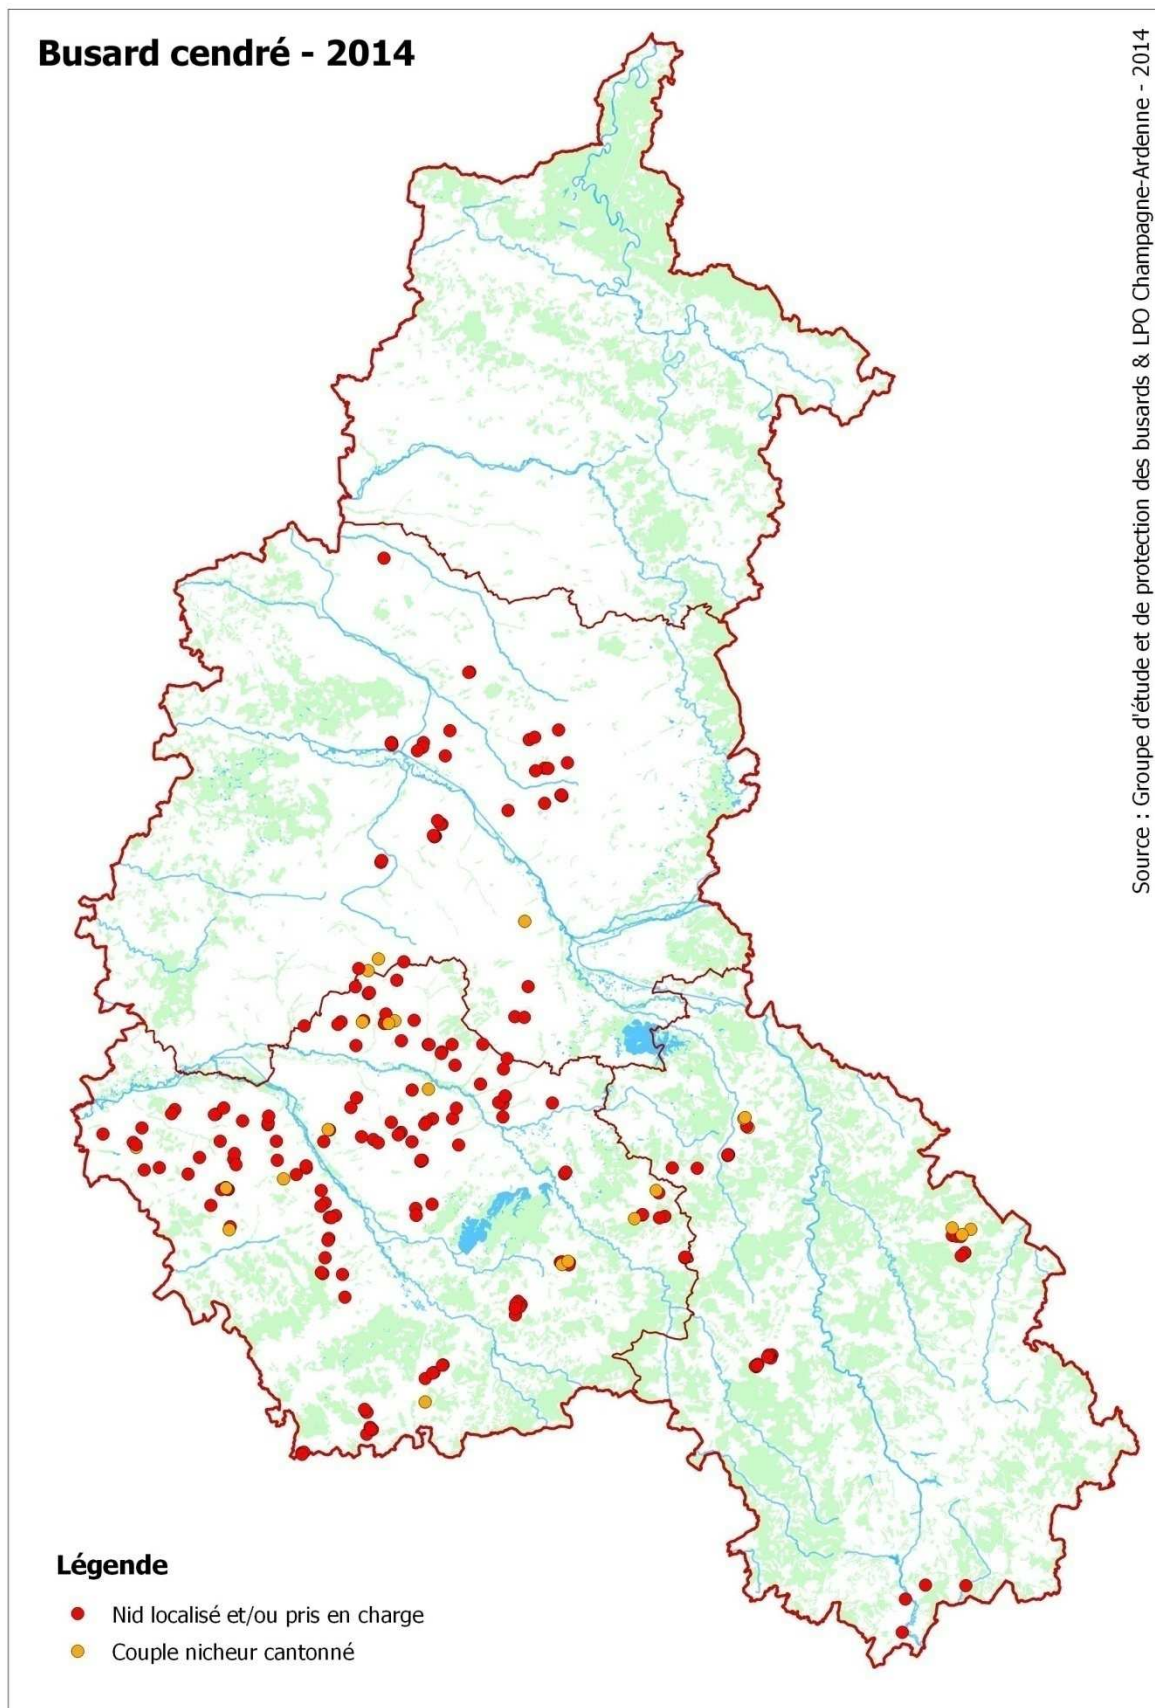 Busard cendré - 2014
Source : Groupe d'étude et de protection des busards & LPO Champagne-Ardenne - 2014
Légende
Nid localisé et/ou pris en charge
Couple nicheur cantonné